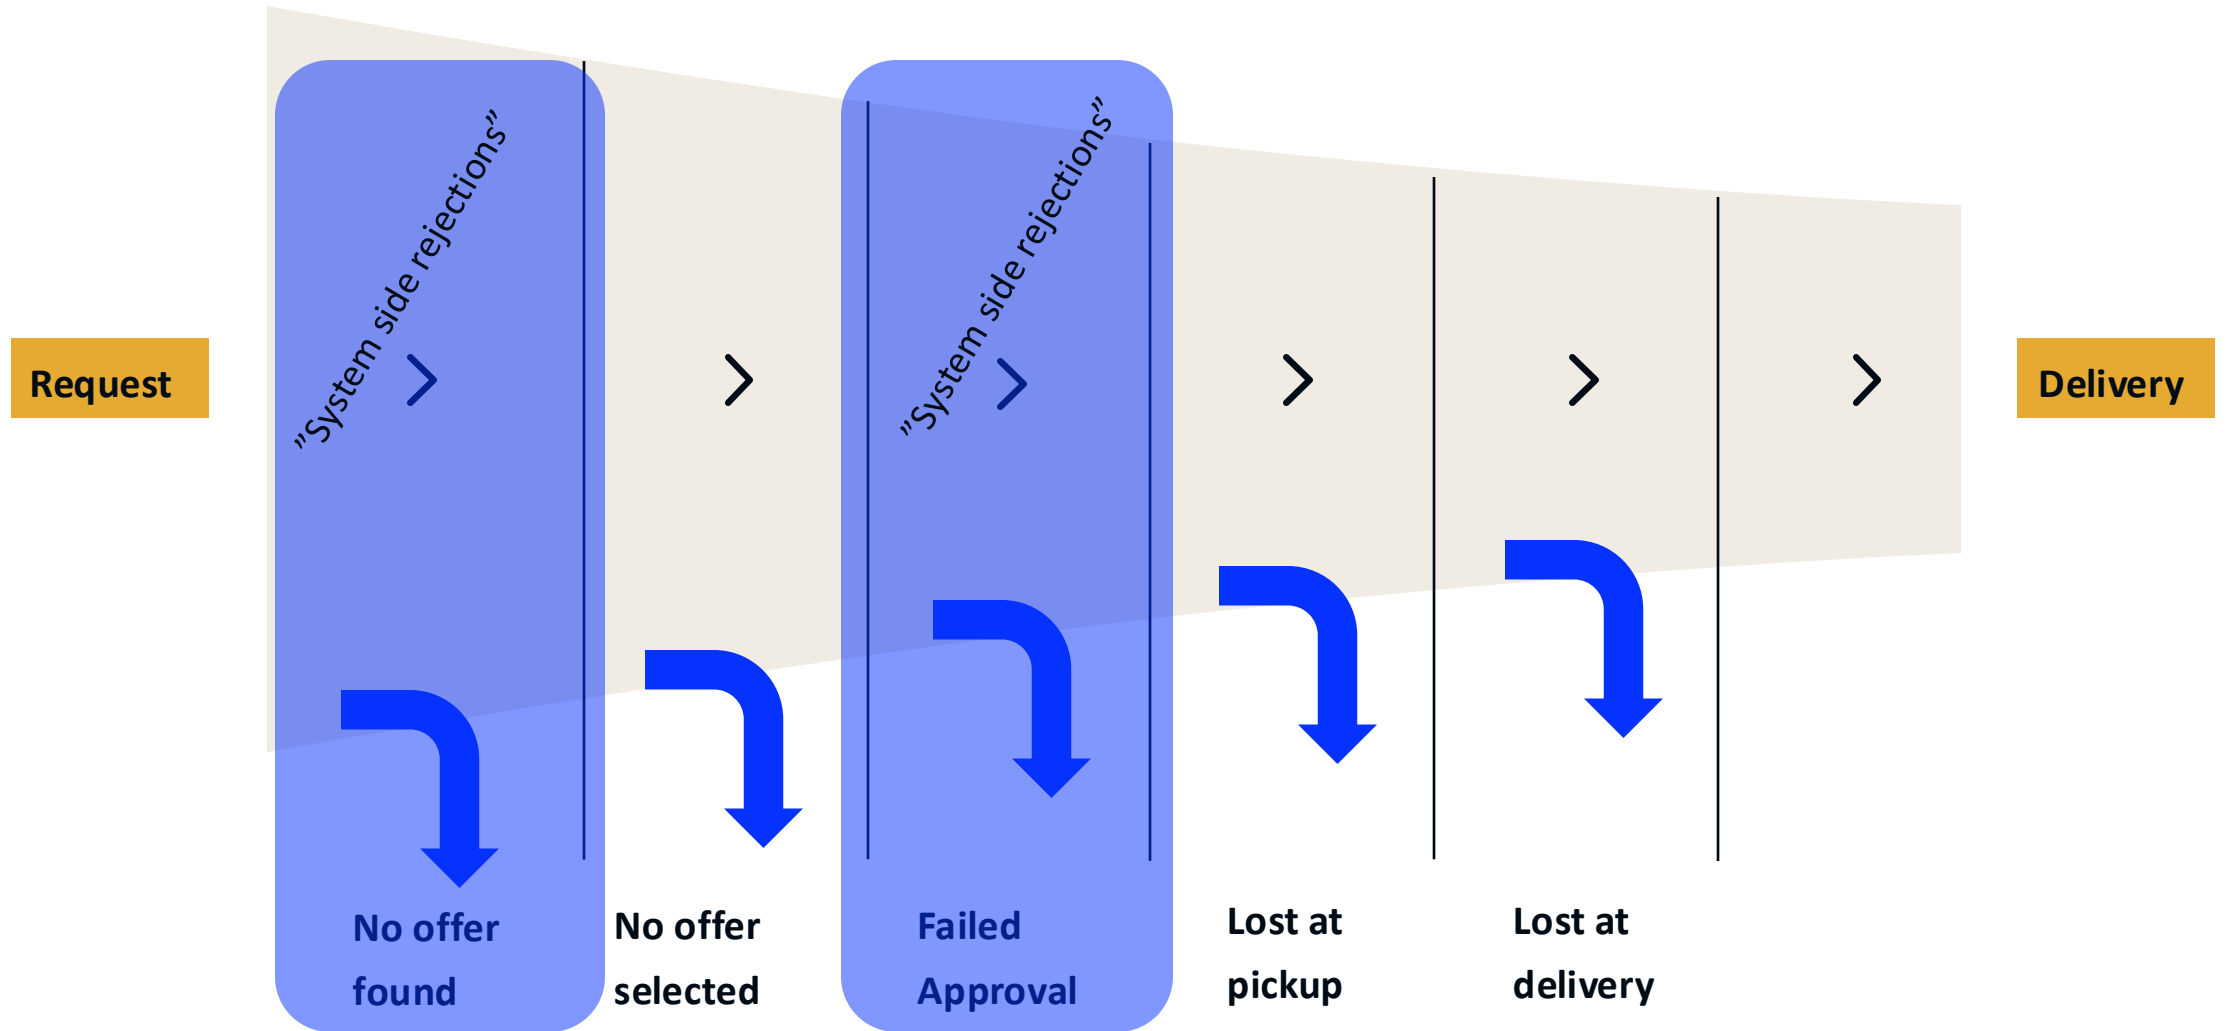 ”System side rejections”
”System side rejections”
Request
Delivery
No offer
found
No offer
selected
Failed
Approval
Lost at
pickup
Lost at
delivery